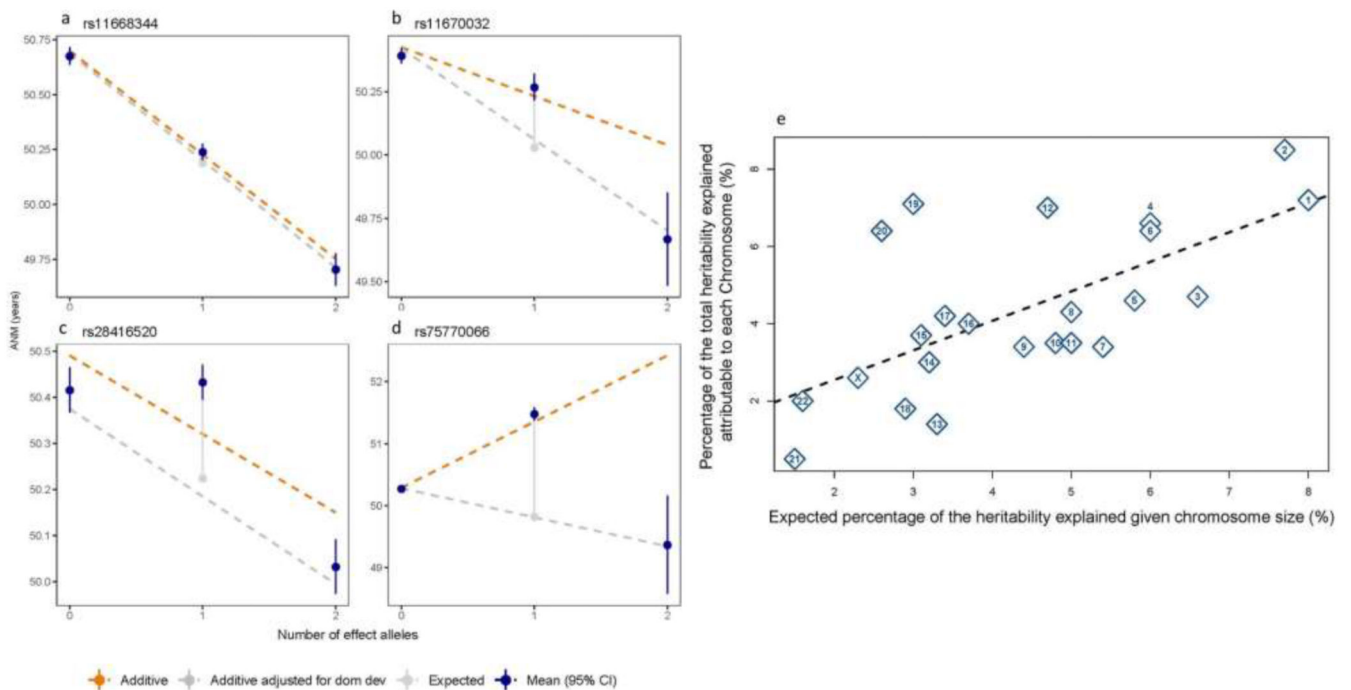 a rs11668344
50.75
50.50
50.25
50.00
49.75
0 1 2
b rs11670032
50.25
50.00
49.75
49.50
0 1 2
ANM (years)
c rs28416520
50.5
50.4
50.3
50.2
50.1
50.0
0 1 2
d rs75770066
52
51
50
49
0 1 2
Number of effect alleles
Additive Additive adjusted for dom dev Expected Mean (95% CI)
e
Percentage of the total heritability explained
attributable to each Chromosome (%)
8
6
4
2
2
1
19
12
4
20
6
3
5
17
8
16
15
9
10
11
7
14
X
22
18
13
21
2 3 4 5 6 7 8
Expected percentage of the heritability explained given chromosome size (%)